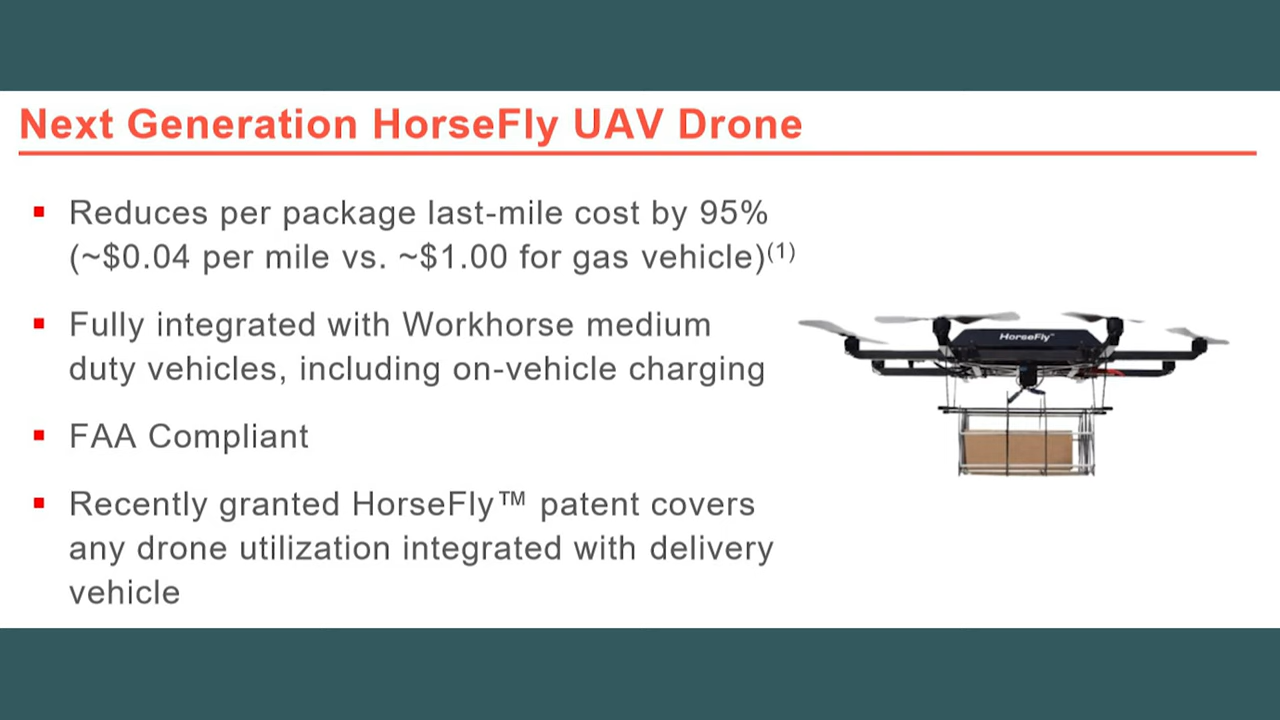 Next Generation HorseFly UAV Drone
Reduces per package last-mile cost by 95%
(~$0.04 per mile vs. ~$1.00 for gas vehicle)(1)
Fully integrated with Workhorse medium
duty vehicles, including on-vehicle charging
FAA Compliant
Recently granted HorseFly™ patent covers
any drone utilization integrated with delivery
vehicle
HorseFly™